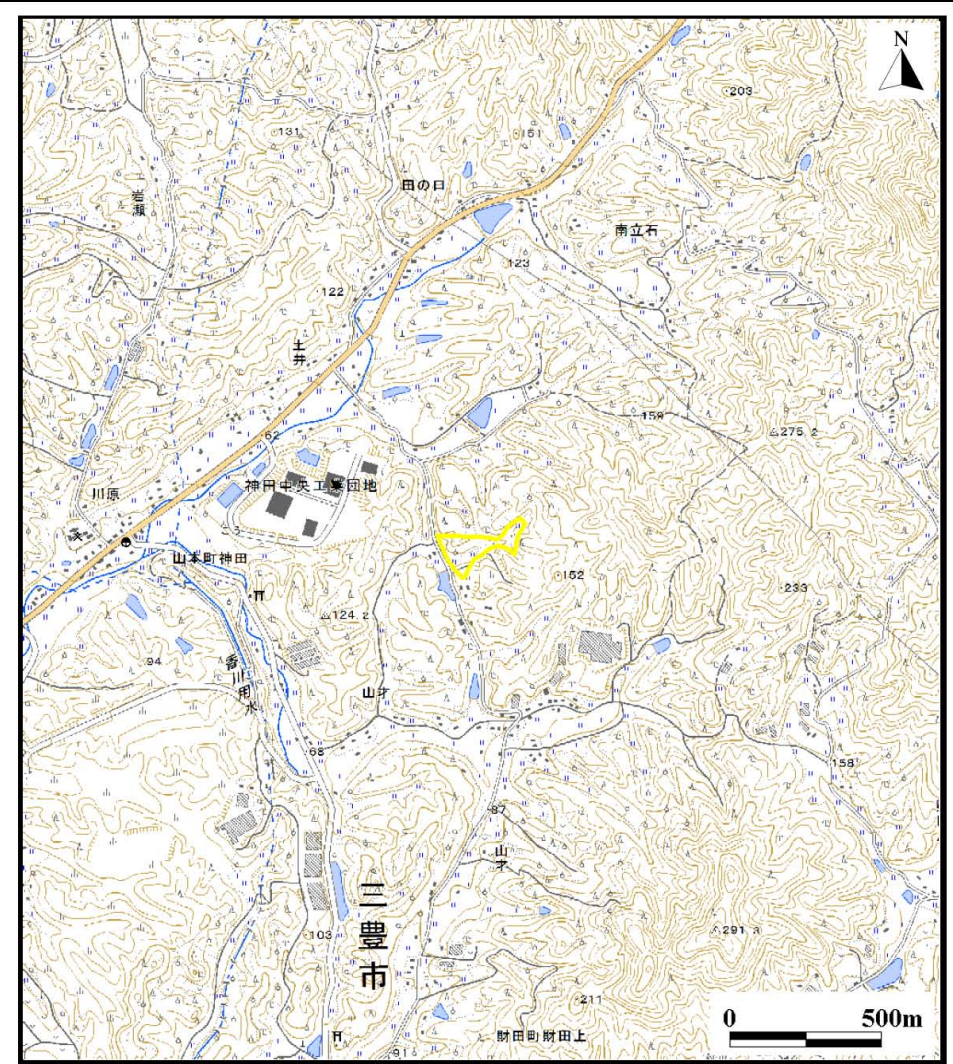 N
203
151
131
田の口
岩瀬
南立石
123
122
土井
159
275.2
62
神田中央工業団地
川原
山本町神田
152
233
124.2
94
香川用水
山才
68
158
87
山才
三豊市
103
291.3
211
0 500m
財田町財田上
91